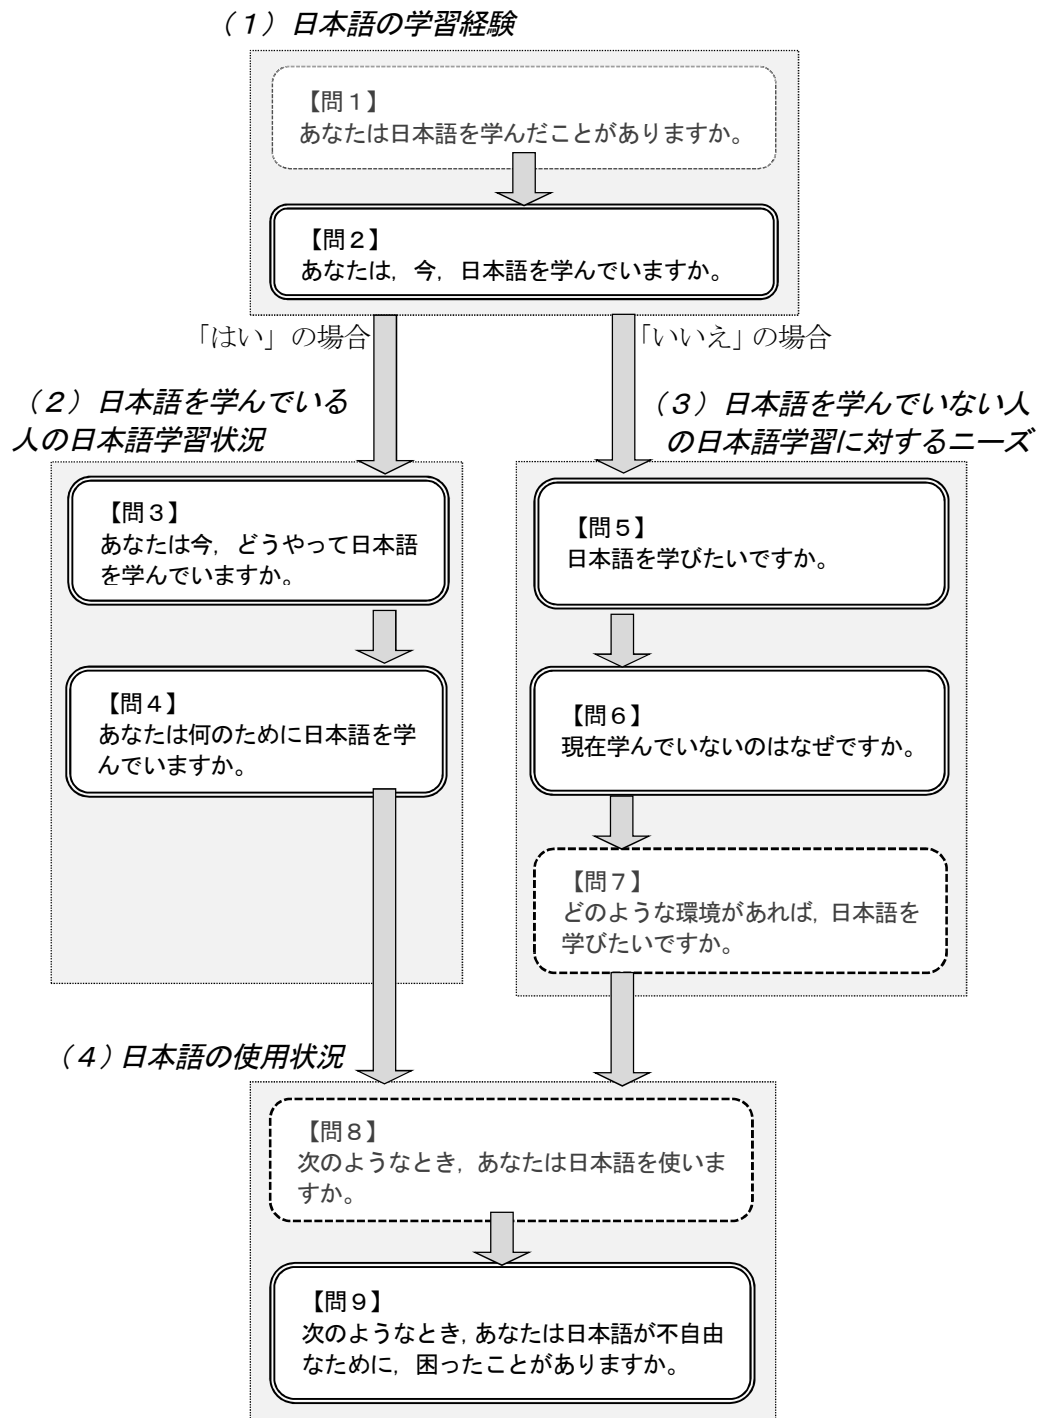 （１）日本語の学習経験
【問１】
あなたは日本語を学んだことがありますか。
【問２】
あなたは，今，日本語を学んでいますか。
「はい」の場合
「いいえ」の場合
（２）日本語を学んでいる
人の日本語学習状況
【問３】
あなたは今，どうやって日本語
を学んでいますか。
【問４】
あなたは何のために日本語を学
んでいますか。
（３）日本語を学んでいない人
の日本語学習に対するニーズ
【問５】
日本語を学びたいですか。
【問６】
現在学んでいないのはなぜですか。
【問７】
どのような環境があれば，日本語を
学びたいですか。
（４）日本語の使用状況
【問８】
次のようなとき，あなたは日本語を使いま
すか。
【問９】
次のようなとき，あなたは日本語が不自由
なために，困ったことがありますか。